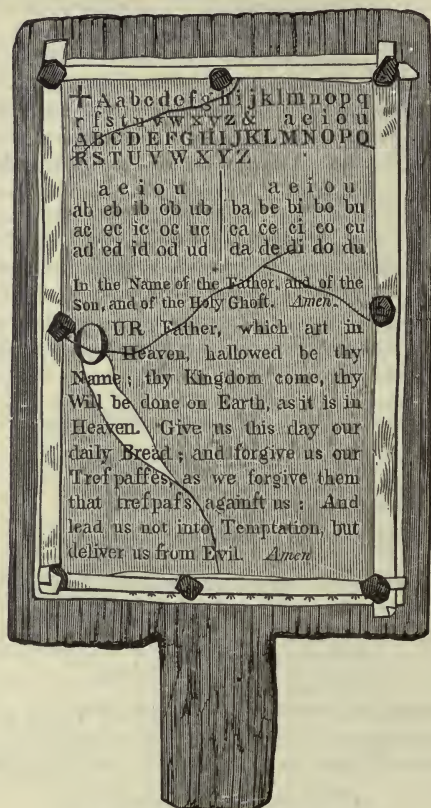 ✝Aabcdefghijklmnopq
rſstuvwxyz& aeiou
ABCDEFGHIJKLMNOPQ
RSTUVWXYZ
a e i o u a e i o u
ab eb ib ob ub ba be bi bo bu
ac ec ic oc uc ca ce ci co cu
ad ed id od ud da de di do du
In the Name of the Father, and of the
Son, and of the Holy Ghoſt. Amen.
OUR Father, which art in
Heaven, hallowed be thy
Name; thy Kingdom come, thy
Will be done on Earth, as it is in
Heaven. Give us this day our
daily Bread; and forgive us our
Treſpaſſes, as we forgive them
that treſpaſs againſt us: And
lead us not into Temptation, but
deliver us from Evil. Amen